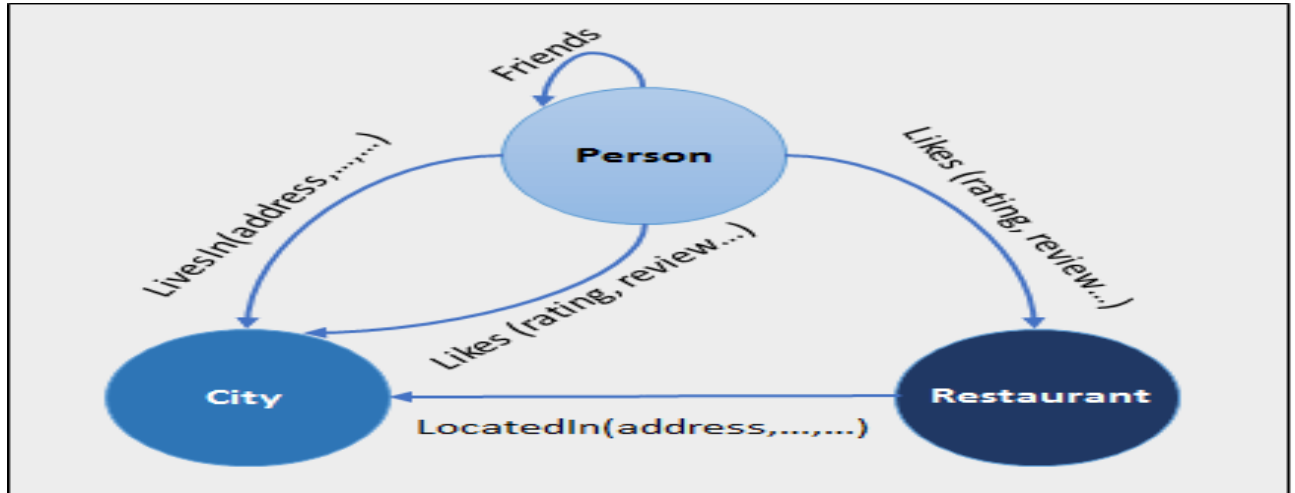 Friends
Person
LivesIn(address,...,...)
Likes (rating, review...)
Likes (rating, review...)
City
Restaurant
LocatedIn(address,...,...)